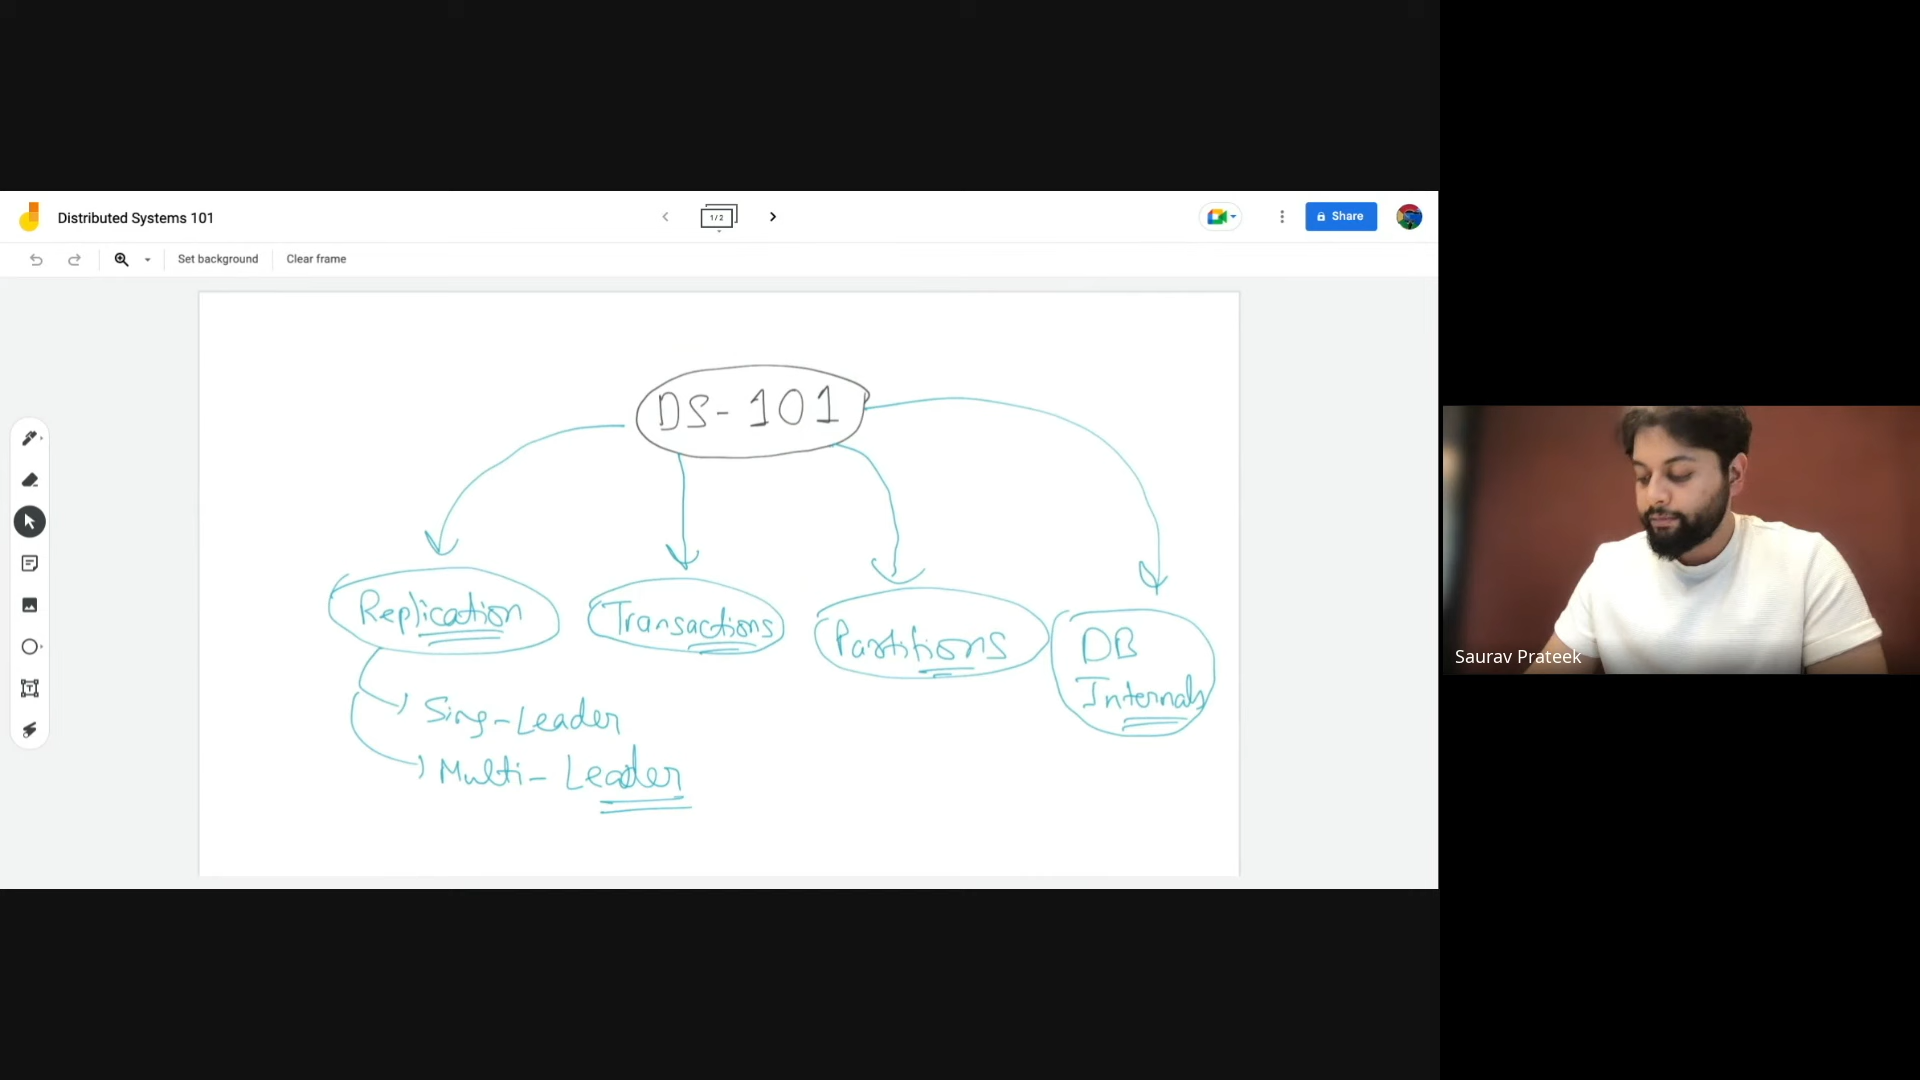 Distributed Systems 101
1/2
Share
Set background
Clear frame
DS-101
Replication
Transactions
Partitions
DB
Internals
Sing-Leader
Multi-Leader
Saurav Prateek